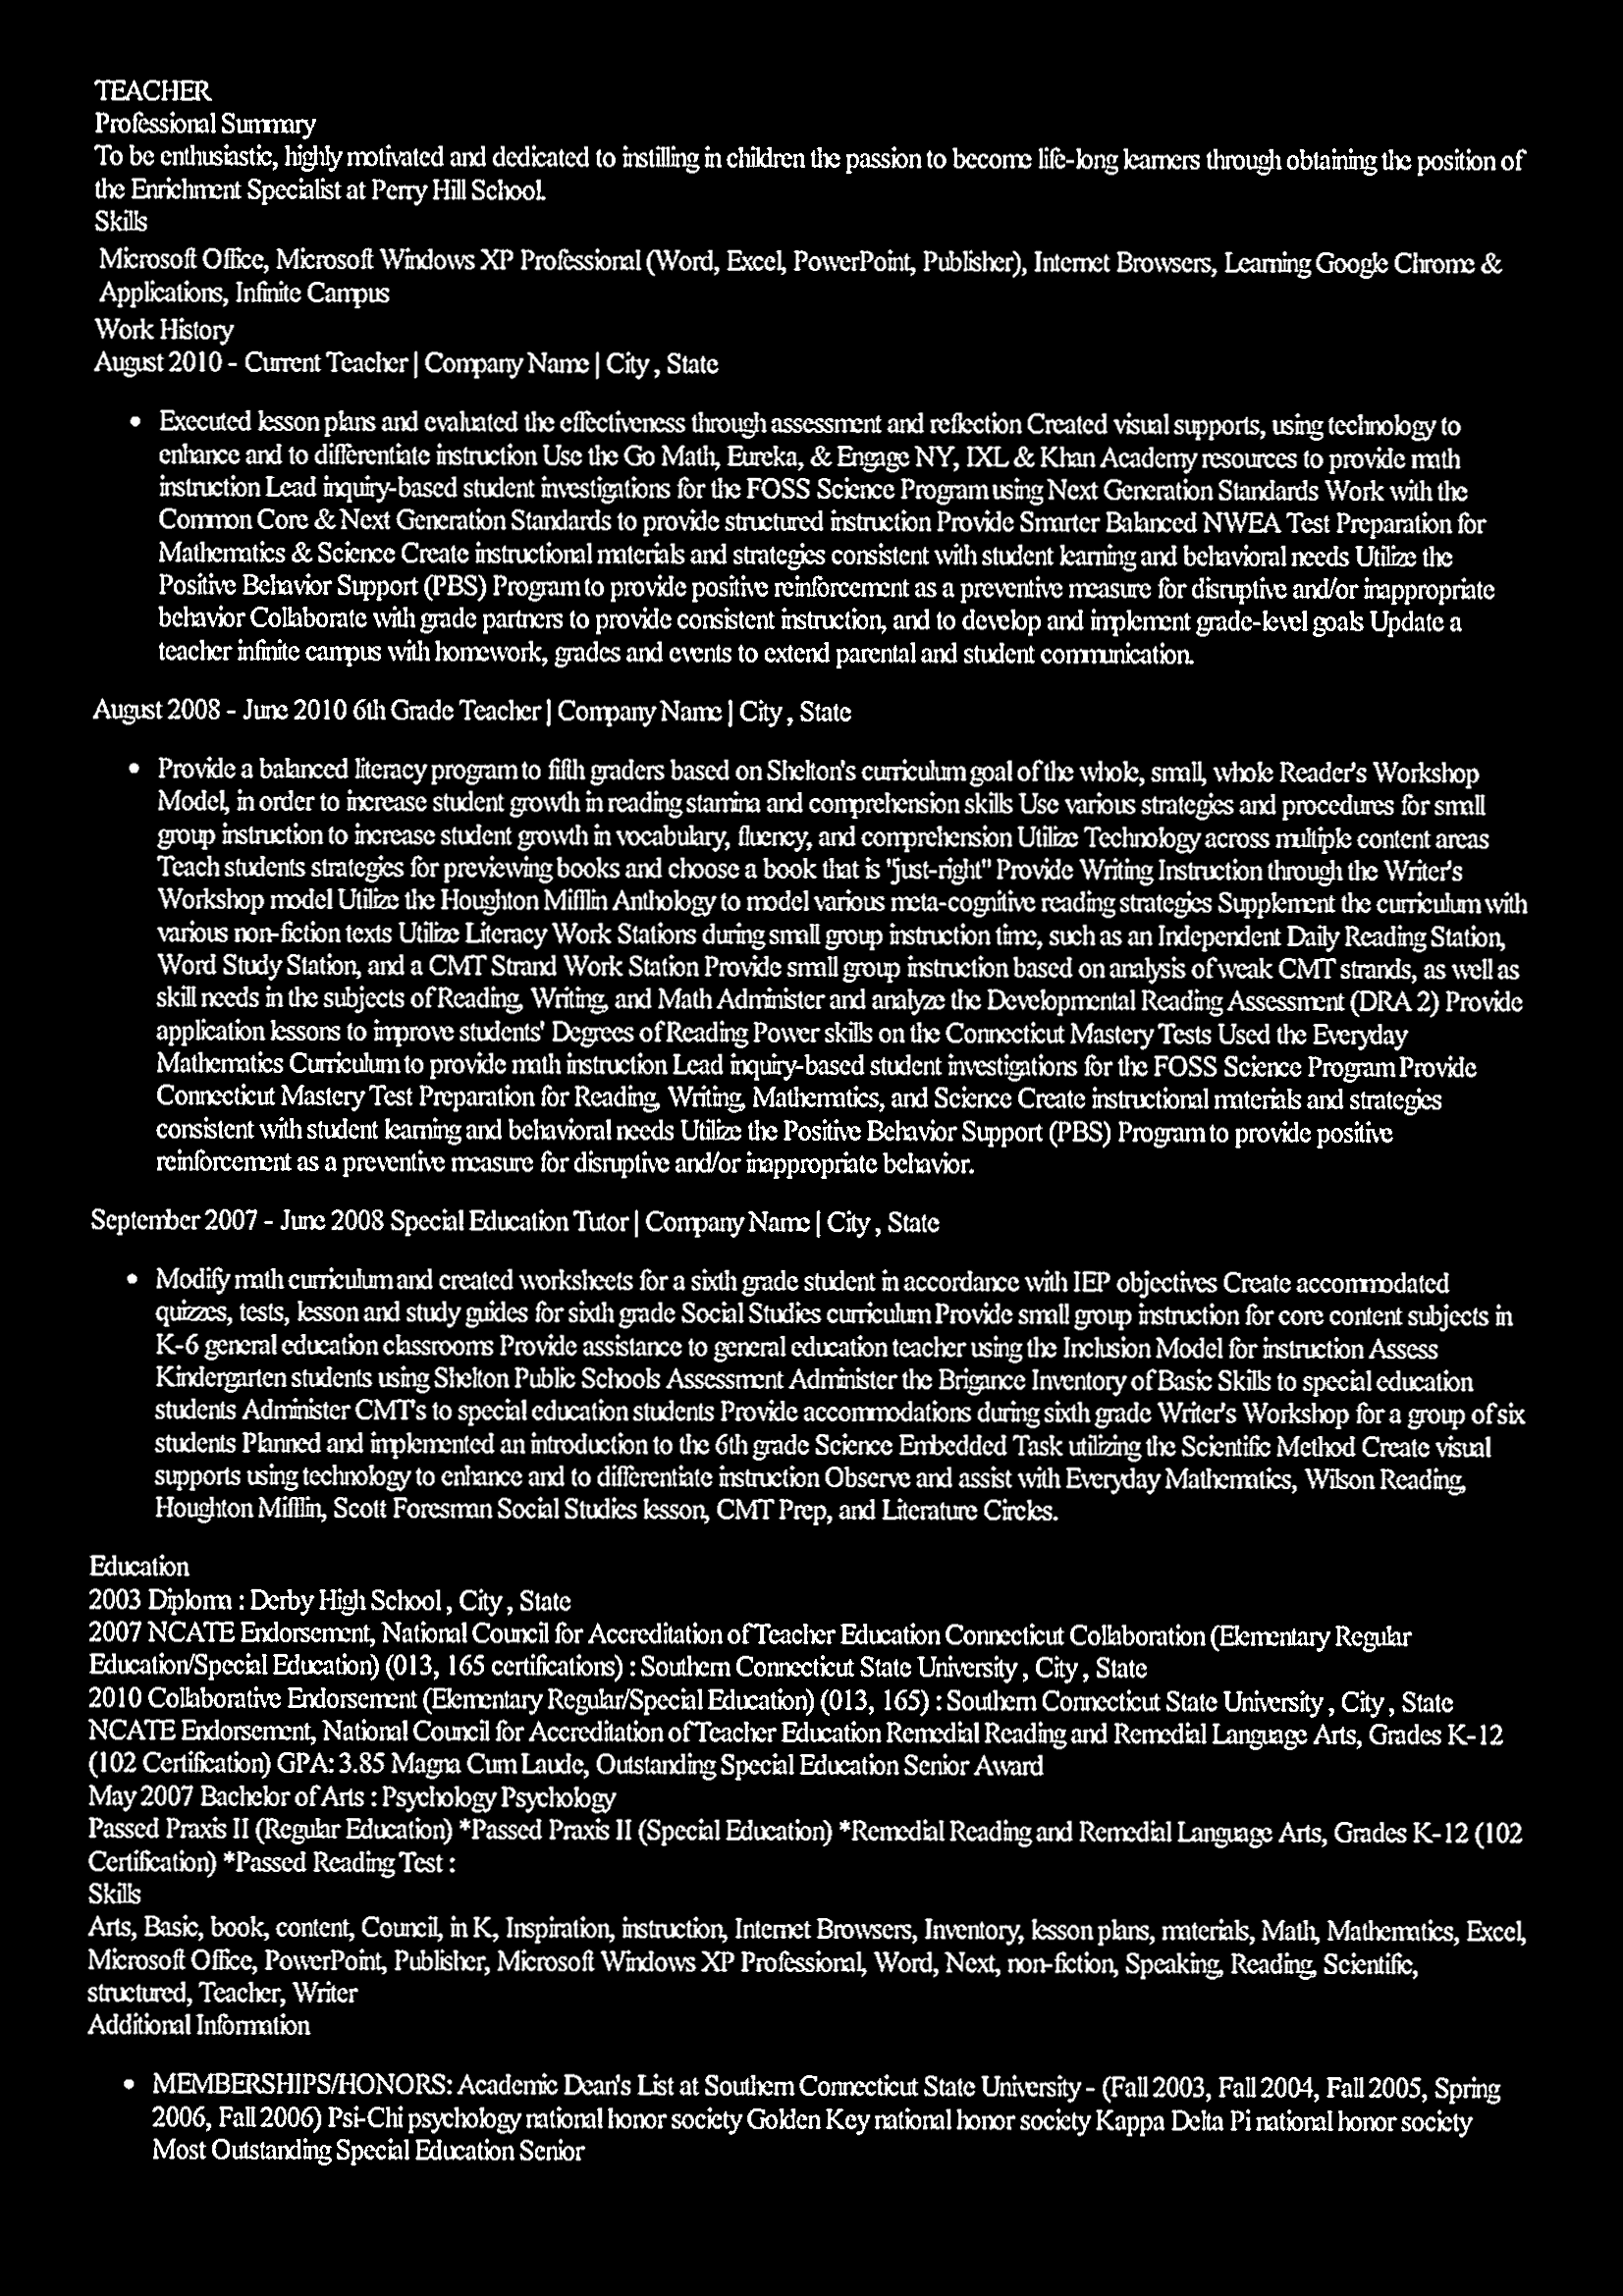 TEACHER
Professional Summary
To be enthusiastic, highly motivated and dedicated to instilling in children the passion to become life-long learners through obtaining the position of
the Enrichment Specialist at Perry Hill School.
Skills
Microsoft Office, Microsoft Windows XP Professional (Word, Excel, PowerPoint, Publisher), Internet Browsers, Learning Google Chrome &
Applications, Infinite Campus
Work History
August 2010 - Current Teacher | Company Name | City , State
• Executed lesson plans and evaluated the effectiveness through assessment and reflection Created visual supports, using technology to
enhance and to differentiate instruction Use the Go Math, Eureka, & Engage NY, IXL & Khan Academy resources to provide math
instruction Lead inquiry-based student investigations for the FOSS Science Program using Next Generation Standards Work with the
Common Core & Next Generation Standards to provide structured instruction Provide Smarter Balanced NWEA Test Preparation for
Mathematics & Science Create instructional materials and strategies consistent with student learning and behavioral needs Utilize the
Positive Behavior Support (PBS) Program to provide positive reinforcement as a preventive measure for disruptive and/or inappropriate
behavior Collaborate with grade partners to provide consistent instruction, and to develop and implement grade-level goals Update a
teacher infinite campus with homework, grades and events to extend parental and student communication.
August 2008 - June 2010 6th Grade Teacher | Company Name | City , State
• Provide a balanced literacy program to fifth graders based on Shelton's curriculum goal of the whole, small, whole Reader's Workshop
Model, in order to increase student growth in reading stamina and comprehension skills Use various strategies and procedures for small
group instruction to increase student growth in vocabulary, fluency, and comprehension Utilize Technology across multiple content areas
Teach students strategies for previewing books and choose a book that is "just-right" Provide Writing Instruction through the Writer's
Workshop model Utilize the Houghton Mifflin Anthology to model various meta-cognitive reading strategies Supplement the curriculum with
various non-fiction texts Utilize Literacy Work Stations during small group instruction time, such as an Independent Daily Reading Station,
Word Study Station, and a CMT Strand Work Station Provide small group instruction based on analysis of weak CMT strands, as well as
skill needs in the subjects of Reading, Writing, and Math Administer and analyze the Developmental Reading Assessment (DRA 2) Provide
application lessons to improve students' Degrees of Reading Power skills on the Connecticut Mastery Tests Used the Everyday
Mathematics Curriculum to provide math instruction Lead inquiry-based student investigations for the FOSS Science Program Provide
Connecticut Mastery Test Preparation for Reading, Writing, Mathematics, and Science Create instructional materials and strategies
consistent with student learning and behavioral needs Utilize the Positive Behavior Support (PBS) Program to provide positive
reinforcement as a preventive measure for disruptive and/or inappropriate behavior.
September 2007 - June 2008 Special Education Tutor | Company Name | City , State
• Modify math curriculum and created worksheets for a sixth grade student in accordance with IEP objectives Create accommodated
quizzes, tests, lesson and study guides for sixth grade Social Studies curriculum Provide small group instruction for core content subjects in
K-6 general education classrooms Provide assistance to general education teacher using the Inclusion Model for instruction Assess
Kindergarten students using Shelton Public Schools Assessment Administer the Brigance Inventory of Basic Skills to special education
students Administer CMT's to special education students Provide accommodations during sixth grade Writer's Workshop for a group of six
students Planned and implemented an introduction to the 6th grade Science Embedded Task utilizing the Scientific Method Create visual
supports using technology to enhance and to differentiate instruction Observe and assist with Everyday Mathematics, Wilson Reading,
Houghton Mifflin, Scott Foresman Social Studies lesson, CMT Prep, and Literature Circles.
Education
2003 Diploma : Derby High School , City , State
2007 NCATE Endorsement, National Council for Accreditation of Teacher Education Connecticut Collaboration (Elementary Regular
Education/Special Education) (013, 165 certifications) : Southern Connecticut State University , City , State
2010 Collaborative Endorsement (Elementary Regular/Special Education) (013, 165) : Southern Connecticut State University , City , State
NCATE Endorsement, National Council for Accreditation of Teacher Education Remedial Reading and Remedial Language Arts, Grades K-12
(102 Certification) GPA: 3.85 Magna Cum Laude, Outstanding Special Education Senior Award
May 2007 Bachelor of Arts : Psychology Psychology
Passed Praxis II (Regular Education) *Passed Praxis II (Special Education) *Remedial Reading and Remedial Language Arts, Grades K-12 (102
Certification) *Passed Reading Test :
Skills
Arts, Basic, book, content, Council, in K, Inspiration, instruction, Internet Browsers, Inventory, lesson plans, materials, Math, Mathematics, Excel,
Microsoft Office, PowerPoint, Publisher, Microsoft Windows XP Professional, Word, Next, non-fiction, Speaking, Reading, Scientific,
structured, Teacher, Writer
Additional Information
• MEMBERSHIPS/HONORS: Academic Dean's List at Southern Connecticut State University - (Fall 2003, Fall 2004, Fall 2005, Spring
2006, Fall 2006) Psi-Chi psychology national honor society Golden Key national honor society Kappa Delta Pi national honor society
Most Outstanding Special Education Senior